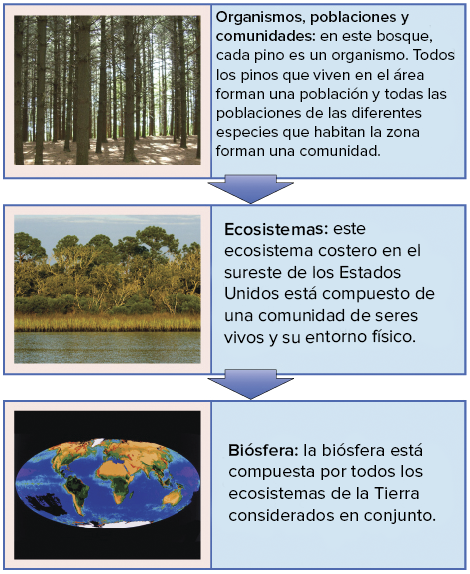 Organismos, poblaciones y
comunidades: en este bosque,
cada pino es un organismo. Todos
los pinos que viven en el área
forman una población y todas las
poblaciones de las diferentes
especies que habitan la zona
forman una comunidad.
Ecosistemas: este
ecosistema costero en el
sureste de los Estados
Unidos está compuesto de
una comunidad de seres
vivos y su entorno físico.
Biósfera: la biósfera está
compuesta por todos los
ecosistemas de la Tierra
considerados en conjunto.